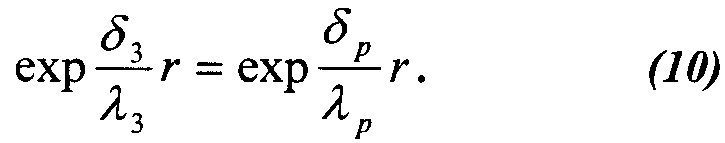 exp δ₃/λ₃ r = exp δₚ/λₚ r. (10)